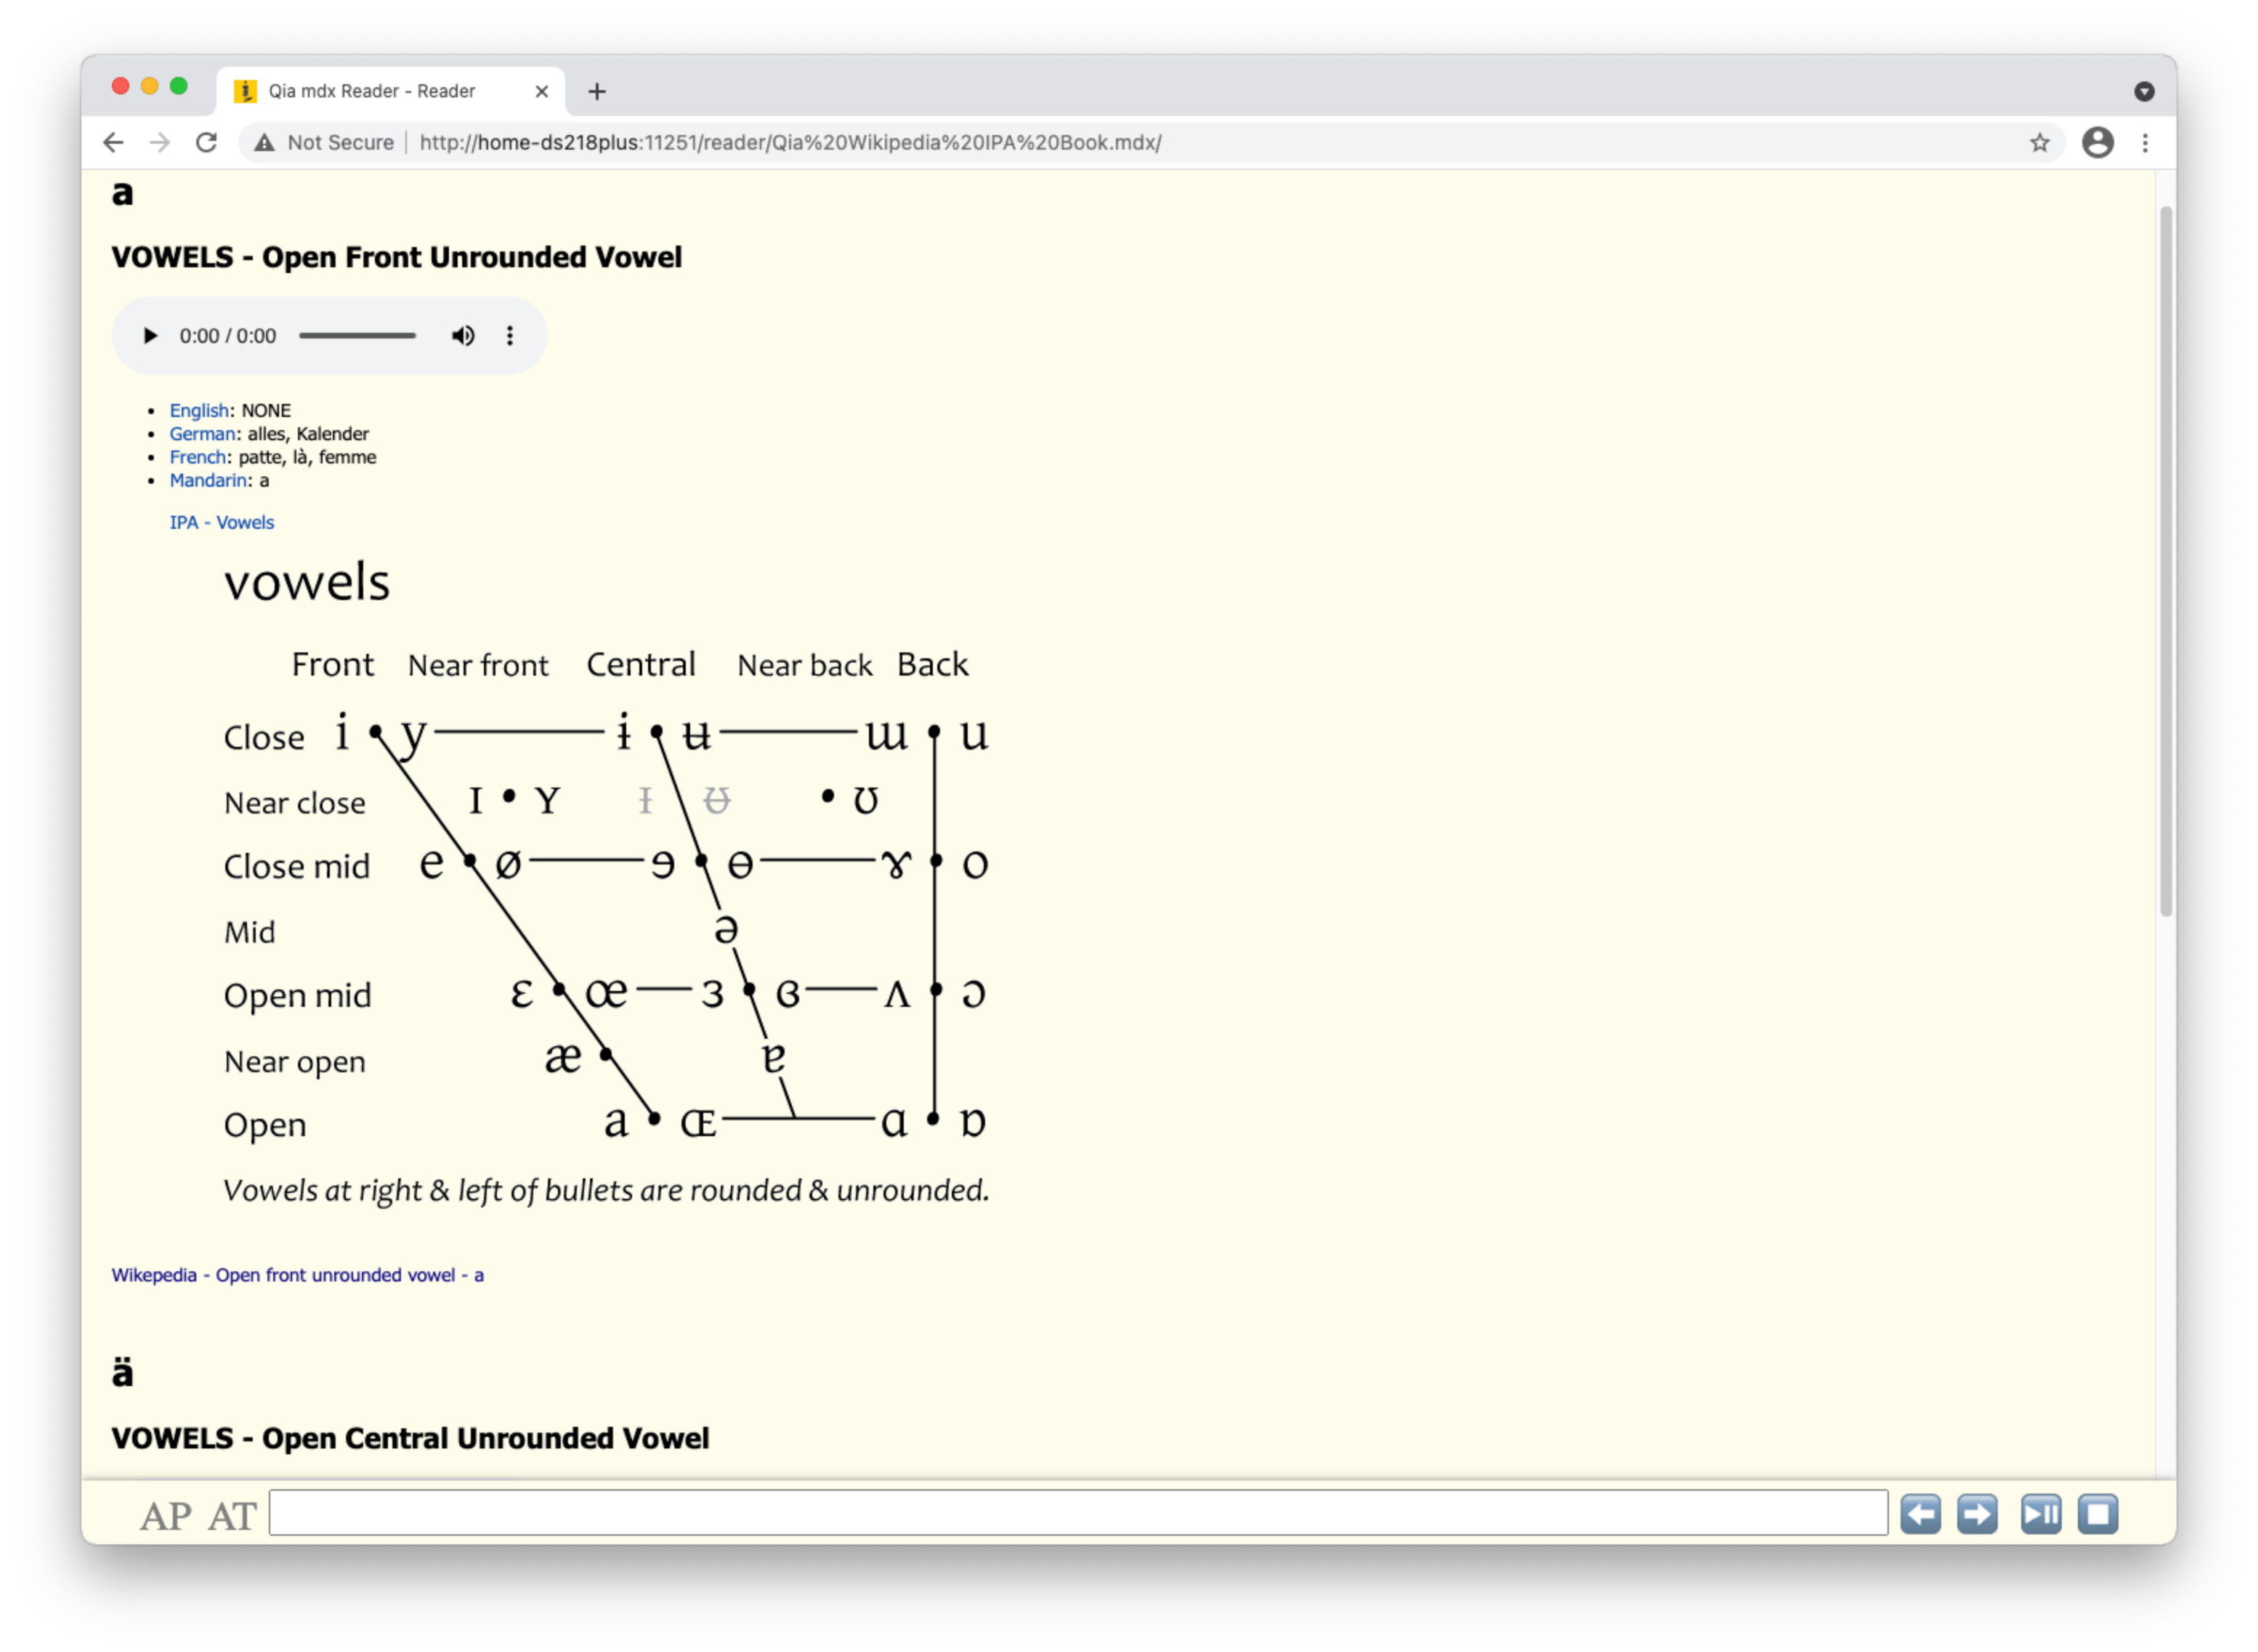 Qia mdx Reader - Reader
Not Secure | http://home-ds218plus:11251/reader/Qia%20Wikipedia%20IPA%20Book.mdx/
a
VOWELS - Open Front Unrounded Vowel
0:00 / 0:00
English: NONE
German: alles, Kalender
French: patte, là, femme
Mandarin: a
IPA - Vowels
vowels
Front Near front Central Near back Back
Close i y ɨ ʉ ɯ u
Near close ɪ ʏ ɪ̵ ʊ̵ ʊ
Close mid e ø ɘ ɵ ɤ o
Mid ə
Open mid ɛ œ ɜ ɞ ʌ ɔ
Near open æ ɐ
Open a ɶ ɑ ɒ
Vowels at right & left of bullets are rounded & unrounded.
Wikepedia - Open front unrounded vowel - a
ä
VOWELS - Open Central Unrounded Vowel
AP AT